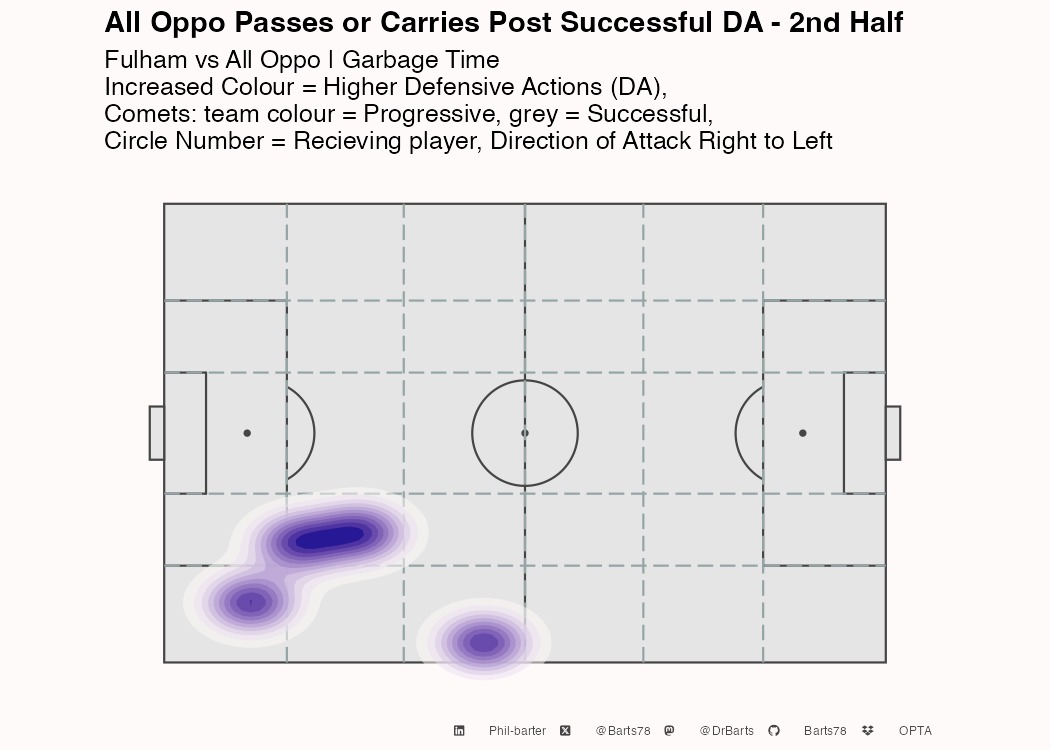 All Oppo Passes or Carries Post Successful DA - 2nd Half
Fulham vs All Oppo | Garbage Time
Increased Colour = Higher Defensive Actions (DA),
Comets: team colour = Progressive, grey = Successful,
Circle Number = Recieving player, Direction of Attack Right to Left
Phil-barter @Barts78 @DrBarts Barts78 OPTA